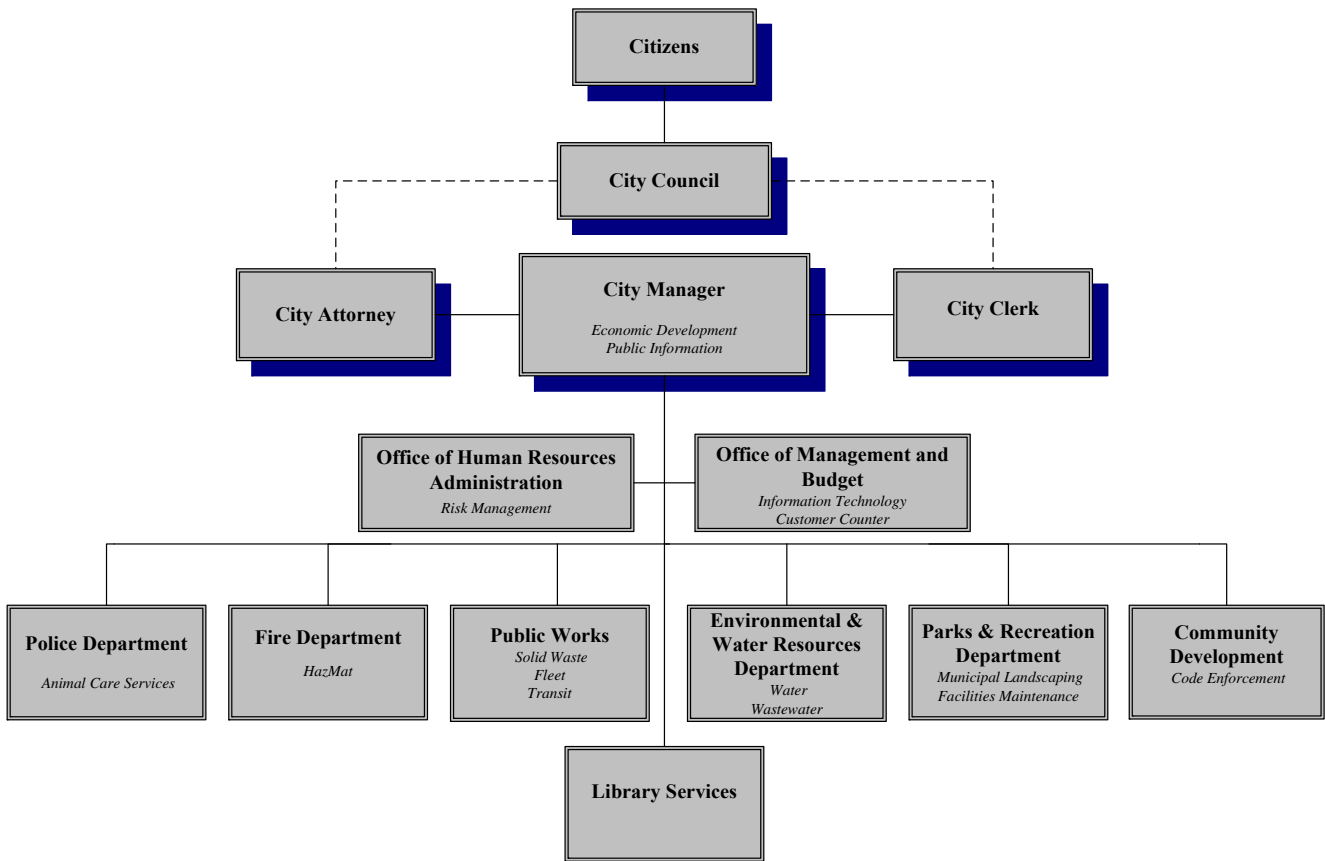 Citizens
City Council
City Attorney
City Manager
Economic Development
Public Information
City Clerk
Office of Human Resources
Administration
Risk Management
Office of Management and
Budget
Information Technology
Customer Counter
Police Department
Animal Care Services
Fire Department
HazMat
Public Works
Solid Waste
Fleet
Transit
Environmental &
Water Resources
Department
Water
Wastewater
Parks & Recreation
Department
Municipal Landscaping
Facilities Maintenance
Community
Development
Code Enforcement
Library Services